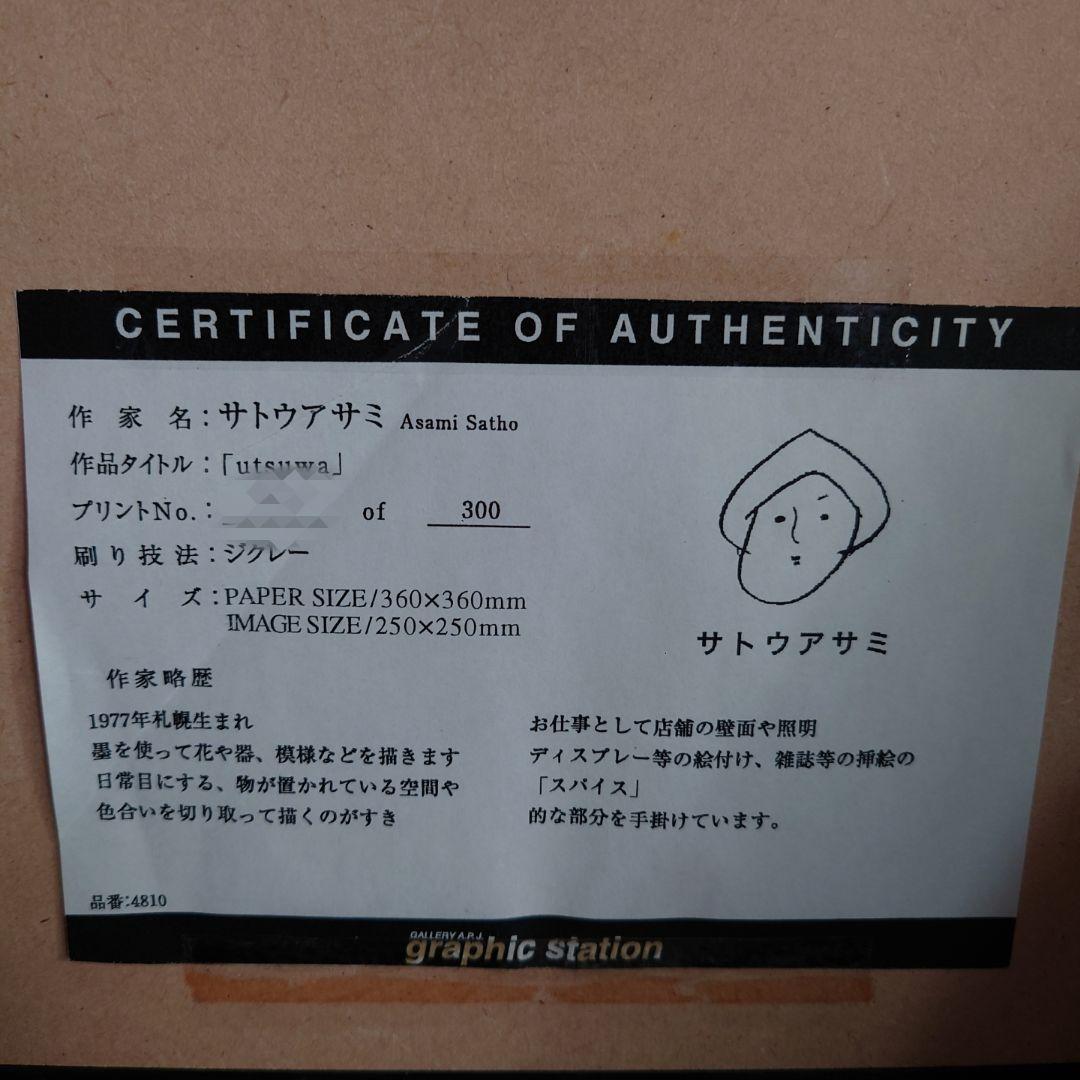 CERTIFICATE OF AUTHENTICITY
作家名：サトウアサミ Asami Satho
作品タイトル：「utsuwa」
プリントNo.： of 300
刷り技法：ジクレー
サイズ：PAPER SIZE/360×360mm
IMAGE SIZE/250×250mm
サトウアサミ
作家略歴
1977年札幌生まれ
墨を使って花や器、模様などを描きます
日常目にする、物が置かれている空間や
色合いを切り取って描くのがすき
お仕事として店舗の壁面や照明
ディスプレー等の絵付け、雑誌等の挿絵の
「スパイス」
的な部分を手掛けています。
品番：4810
GALLERY A.P.J.
graphic station